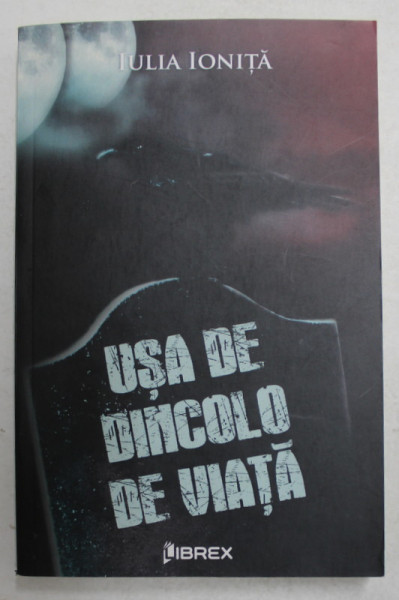 IULIA IONIȚĂ
UȘA DE
DINCOLO
DE VIAȚĂ
LIBREX